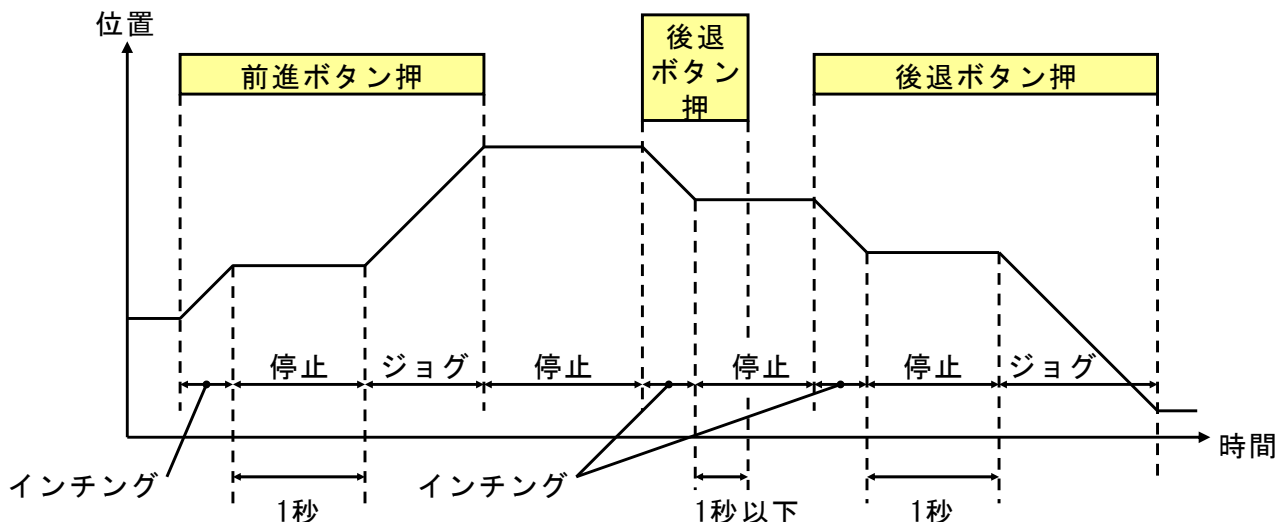 位置
前進ボタン押
後退
ボタン
押
後退ボタン押
停止
ジョグ
停止
停止
停止
ジョグ
時間
インチング
インチング
1秒
1秒以下
1秒